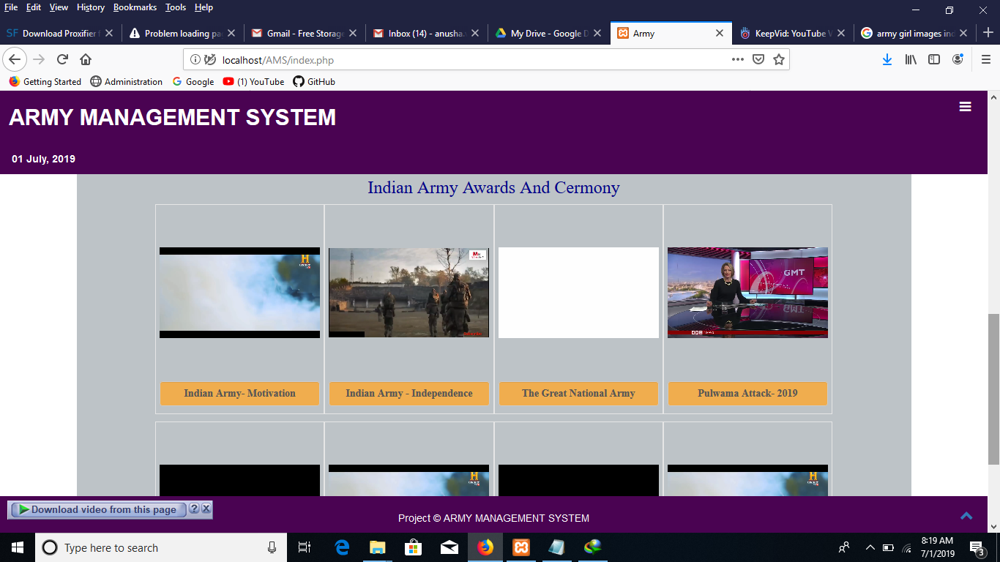 File Edit View History Bookmarks Tools Help
SF Download Proxifier f
Problem loading pa
Gmail - Free Storage
Inbox (14) - anusha.
My Drive - Google D
Army
KeepVid: YouTube V
army girl images ind
localhost/AMS/index.php
Getting Started Administration Google (1) YouTube GitHub
ARMY MANAGEMENT SYSTEM
01 July, 2019
Indian Army Awards And Cermony
H
GMT
NEWS
Indian Army- Motivation
Indian Army - Independence
The Great National Army
Pulwama Attack- 2019
H
H
Download video from this page ? X
Project © ARMY MANAGEMENT SYSTEM
Type here to search
8:19 AM
7/1/2019
3